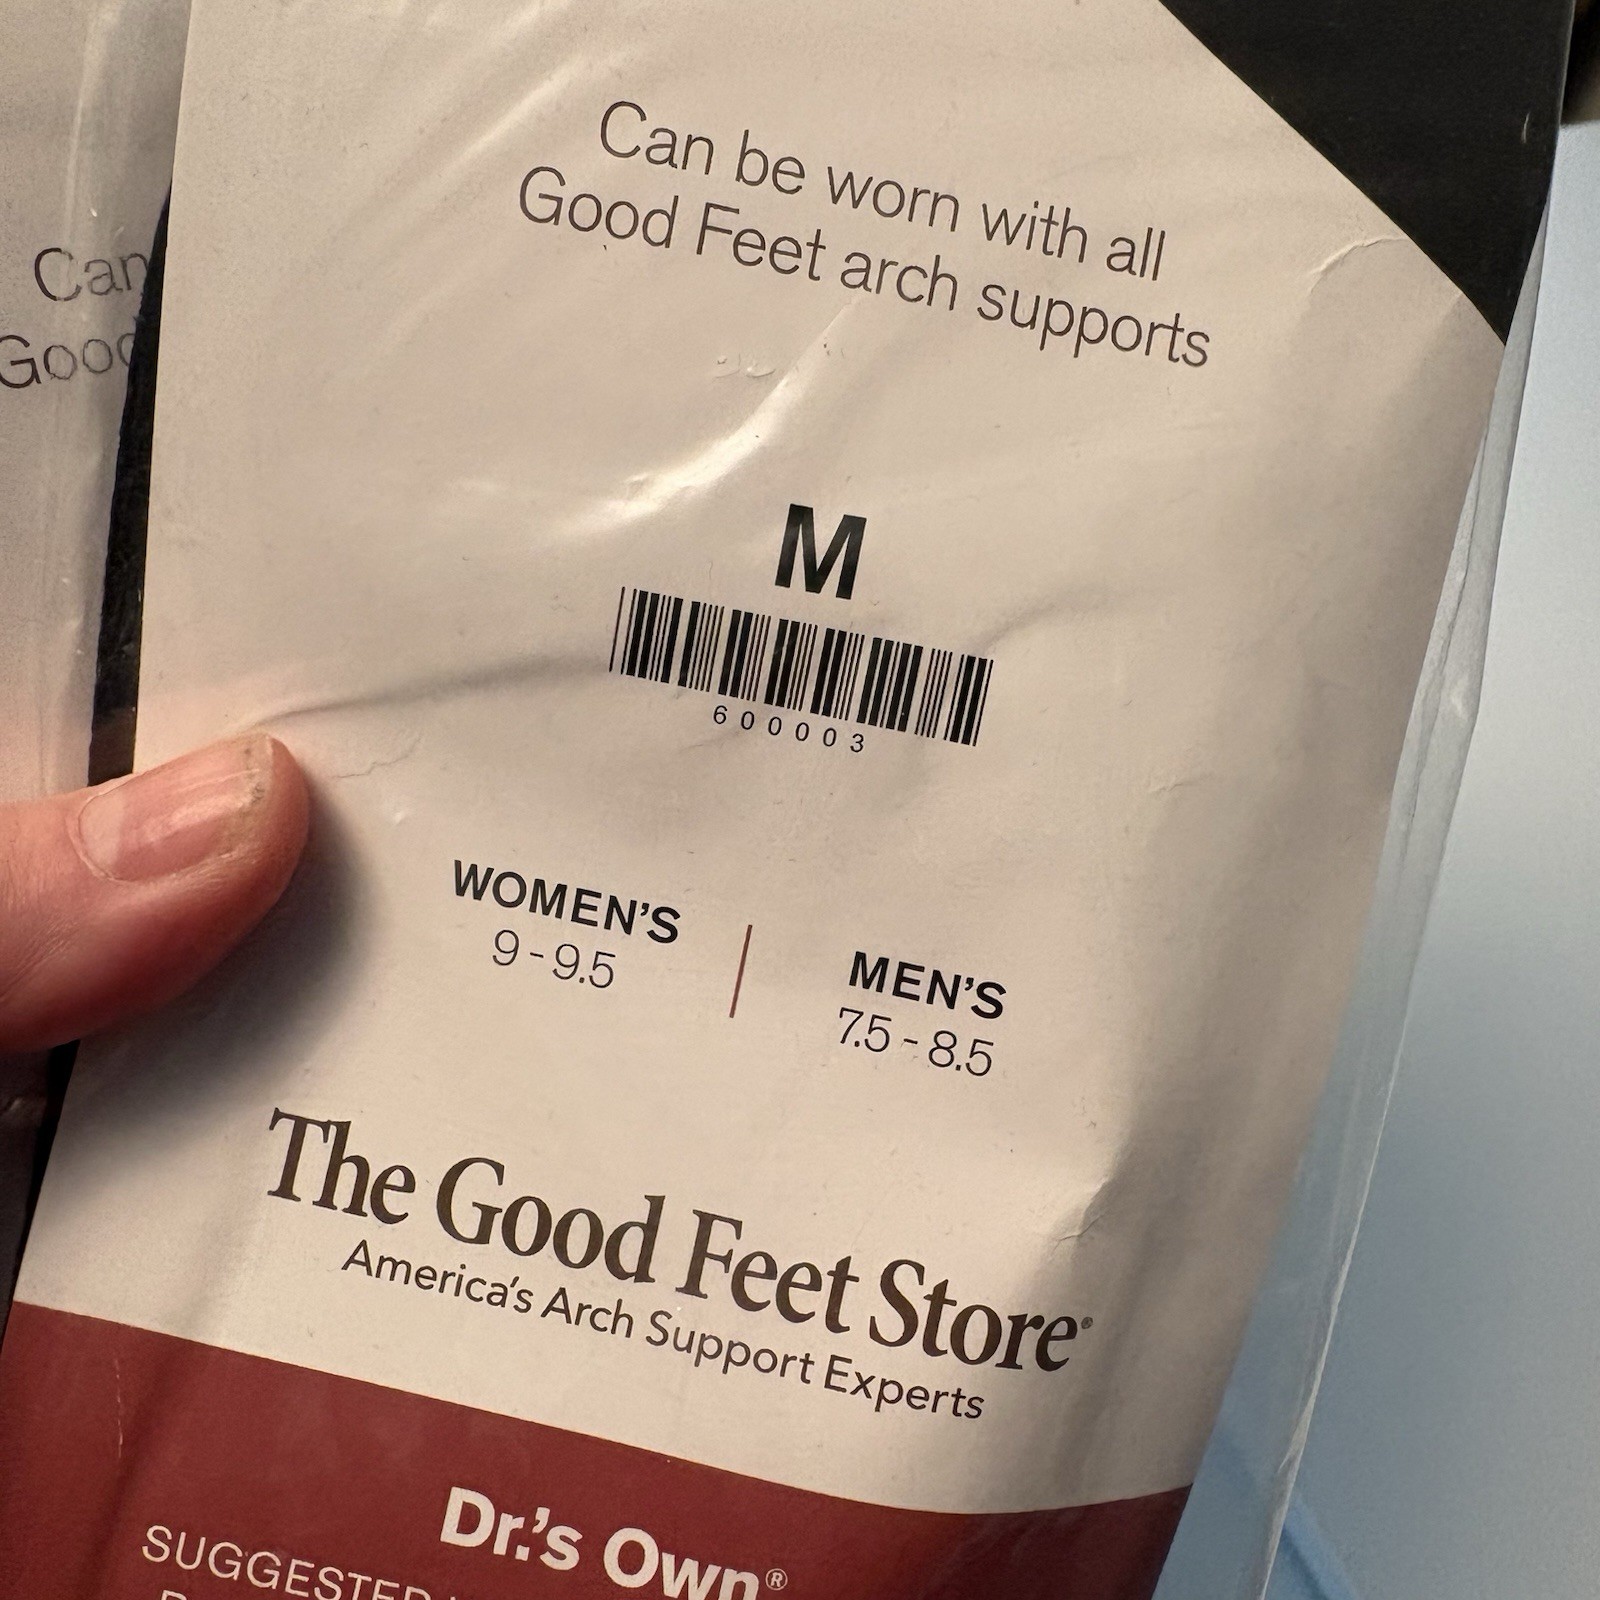 Can be worn with all
Good Feet arch supports
Can
Good
M
600003
WOMEN'S
9 - 9.5
MEN'S
7.5 - 8.5
The Good Feet Store®
America's Arch Support Experts
Dr.'s Own®
SUGGESTED